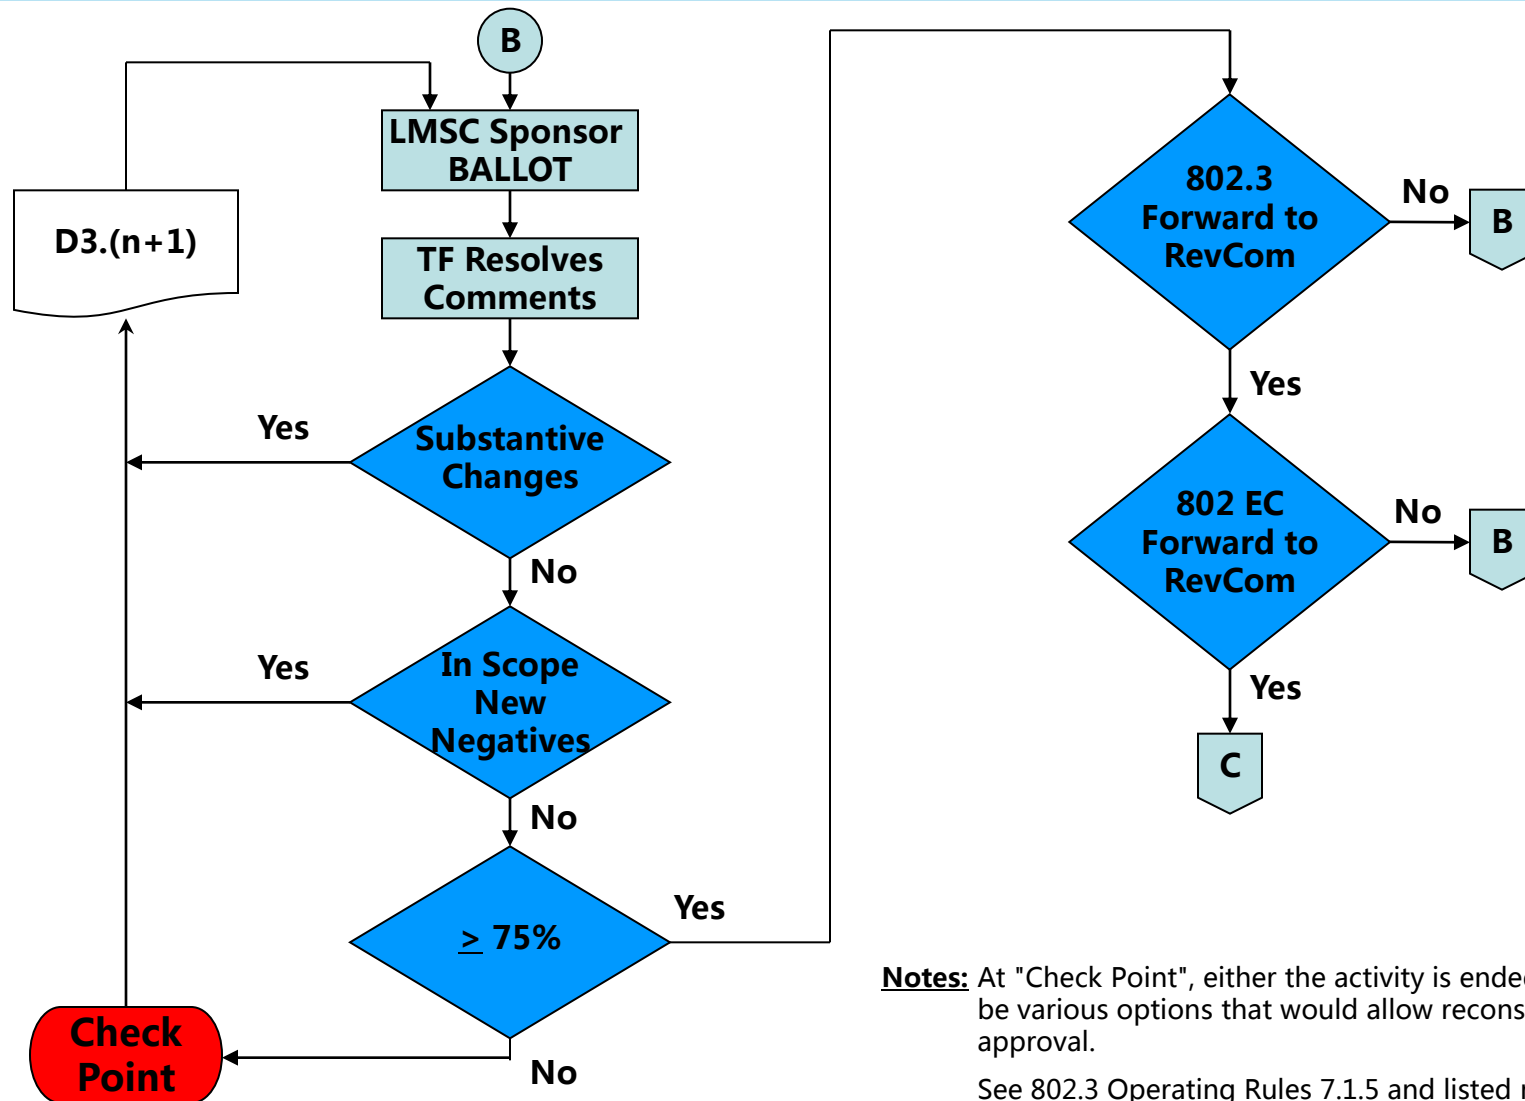 B
LMSC Sponsor
BALLOT
D3.(n+1)
TF Resolves
Comments
Yes
Substantive
Changes
No
Yes
In Scope
New
Negatives
No
≥ 75%
Yes
No
Check
Point
802.3
Forward to
RevCom
No
B
Yes
802 EC
Forward to
RevCom
No
B
Yes
C
Notes: At "Check Point", either the activity is ended
be various options that would allow recons
approval.
See 802.3 Operating Rules 7.1.5 and listed